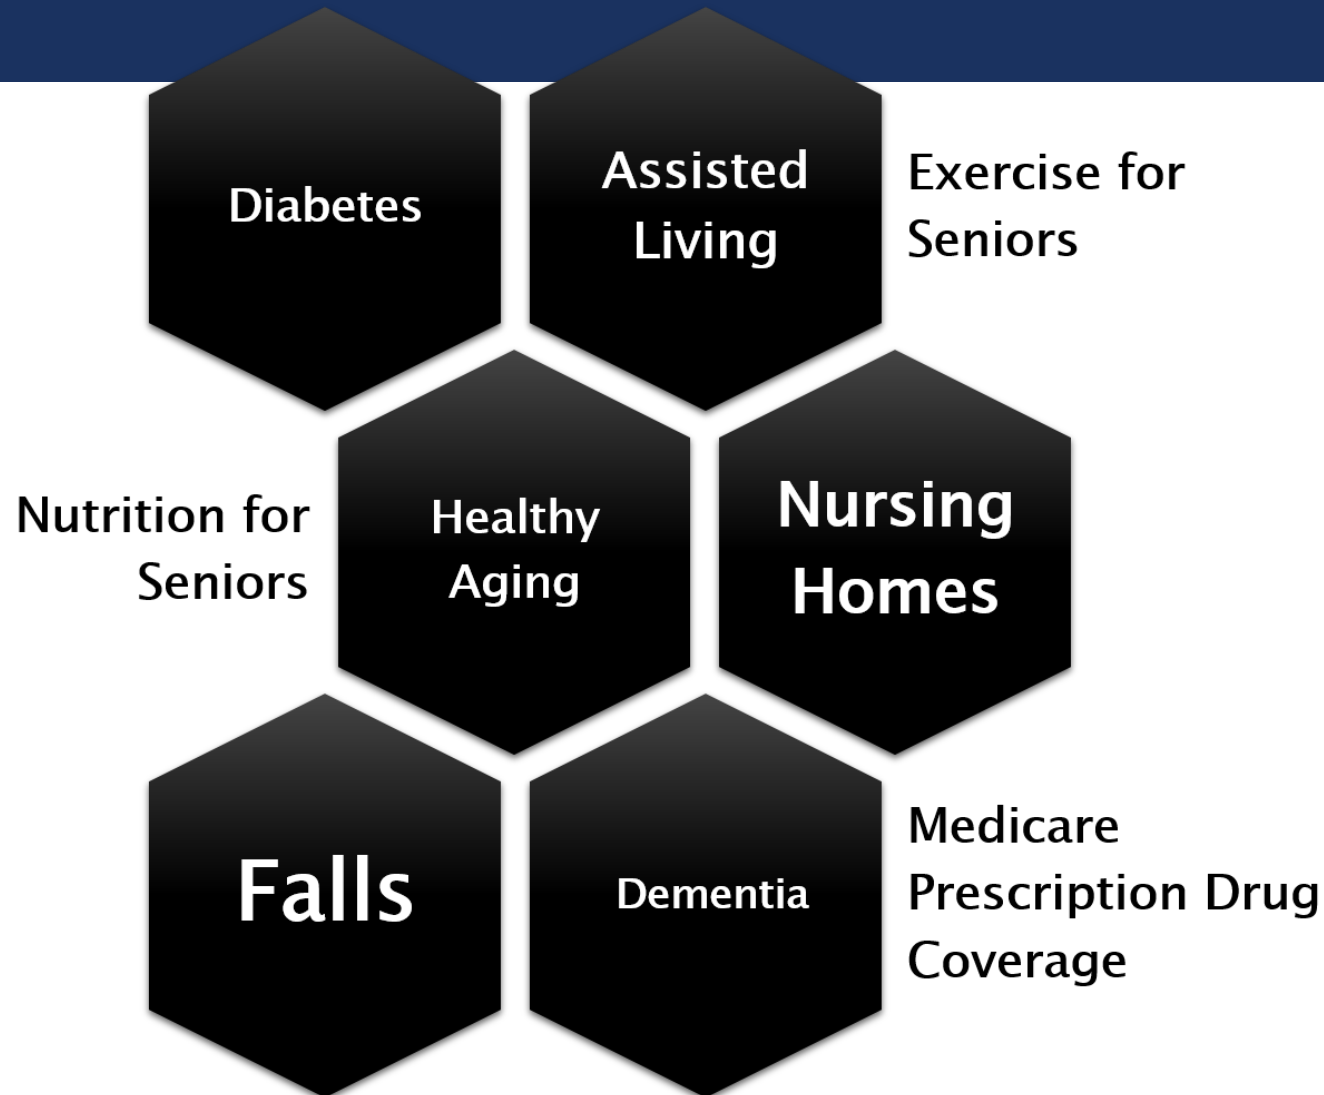 Diabetes
Assisted
Living
Exercise for
Seniors
Nutrition for
Seniors
Healthy
Aging
Nursing
Homes
Falls
Dementia
Medicare
Prescription Drug
Coverage